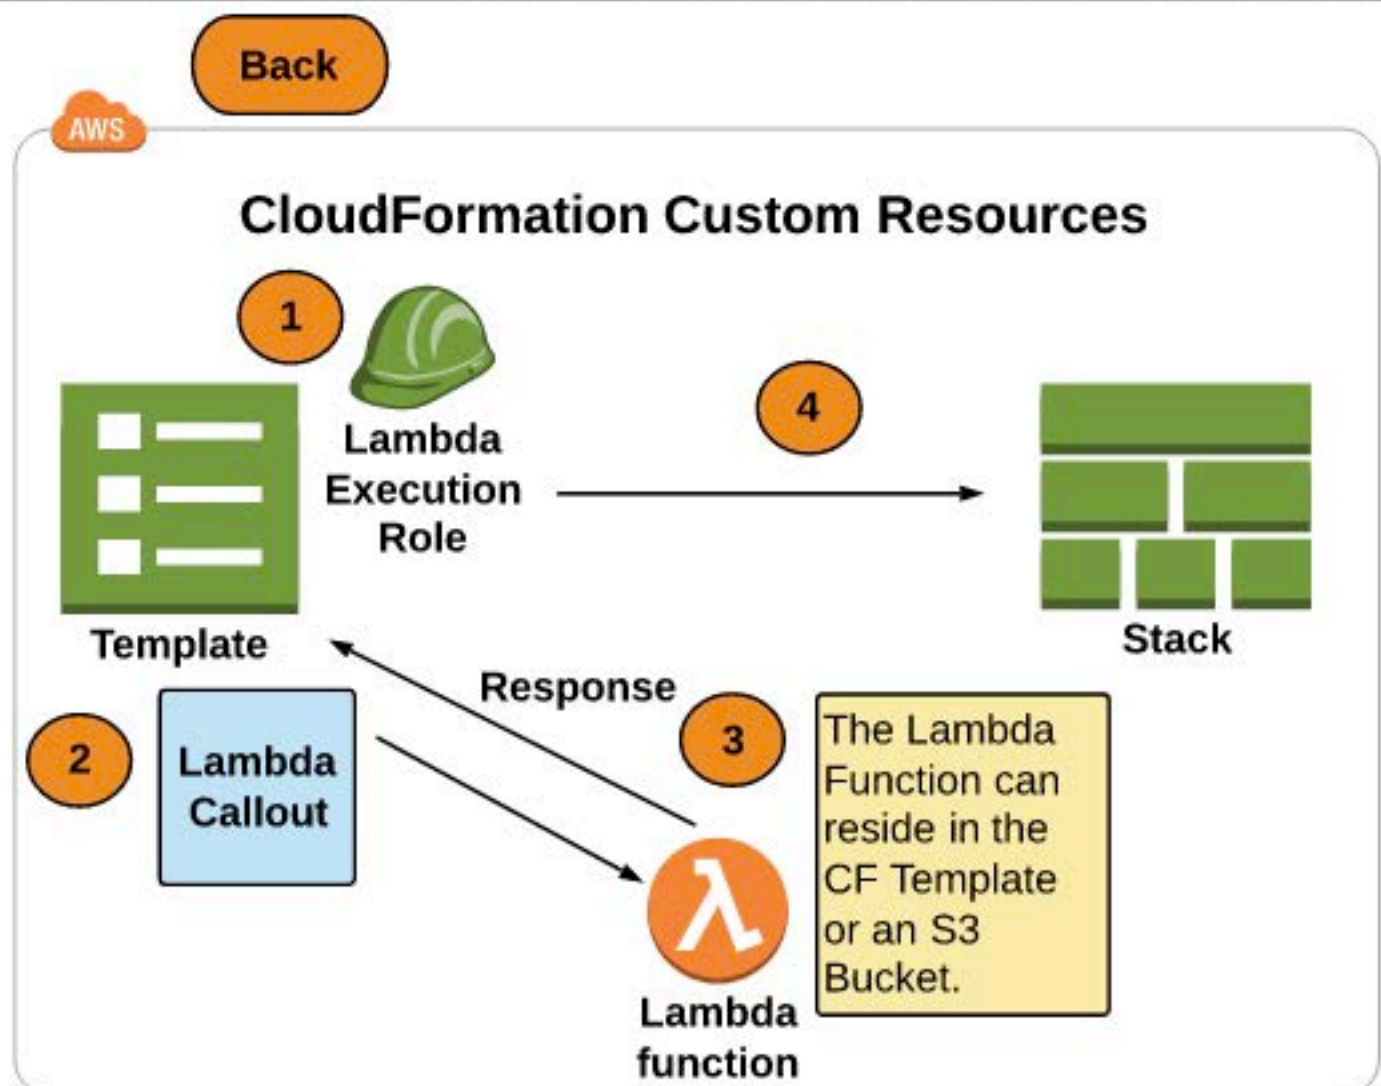 Back
AWS
CloudFormation Custom Resources
1
Lambda
Execution
Role
4
Template
Stack
Response
2
Lambda
Callout
3
The Lambda
Function can
reside in the
CF Template
or an S3
Bucket.
λ
Lambda
function